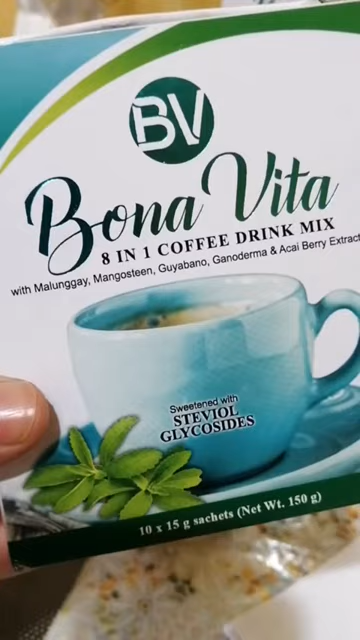 BV
Bona Vita
8 IN 1 COFFEE DRINK MIX
with Malunggay, Mangosteen, Guyabano, Ganoderma & Acai Berry Extract
Sweetened with
STEVIOL
GLYCOSIDES
10 x 15 g sachets (Net Wt. 150 g)